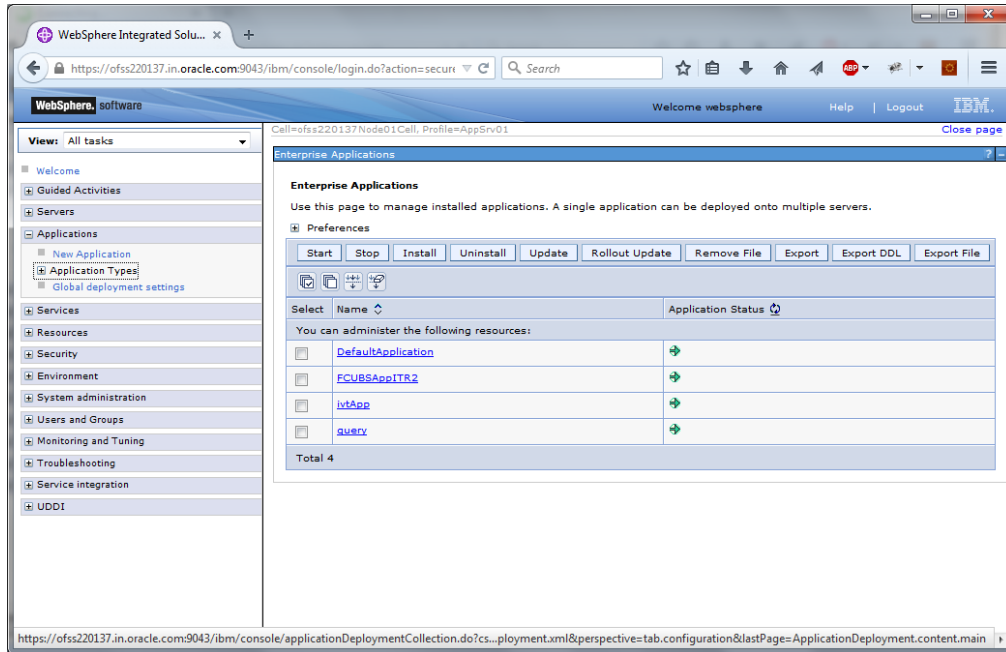 WebSphere Integrated Solu... × +
https://ofss220137.in.oracle.com:9043/ibm/console/login.do?action=secure
Search
ABP
WebSphere. software
Welcome websphere
Help | Logout
IBM.
View: All tasks
Welcome
Guided Activities
Servers
Applications
New Application
Application Types
Global deployment settings
Services
Resources
Security
Environment
System administration
Users and Groups
Monitoring and Tuning
Troubleshooting
Service integration
UDDI
Cell=ofss220137Node01Cell, Profile=AppSrv01
Close page
Enterprise Applications
? -
Enterprise Applications
Use this page to manage installed applications. A single application can be deployed onto multiple servers.
Preferences
Start Stop Install Uninstall Update Rollout Update Remove File Export Export DDL Export File
Select Name Application Status
You can administer the following resources:
DefaultApplication
FCUBSAppITR2
ivtApp
query
Total 4
https://ofss220137.in.oracle.com:9043/ibm/console/applicationDeploymentCollection.do?cs...ployment.xml&perspective=tab.configuration&lastPage=ApplicationDeployment.content.main